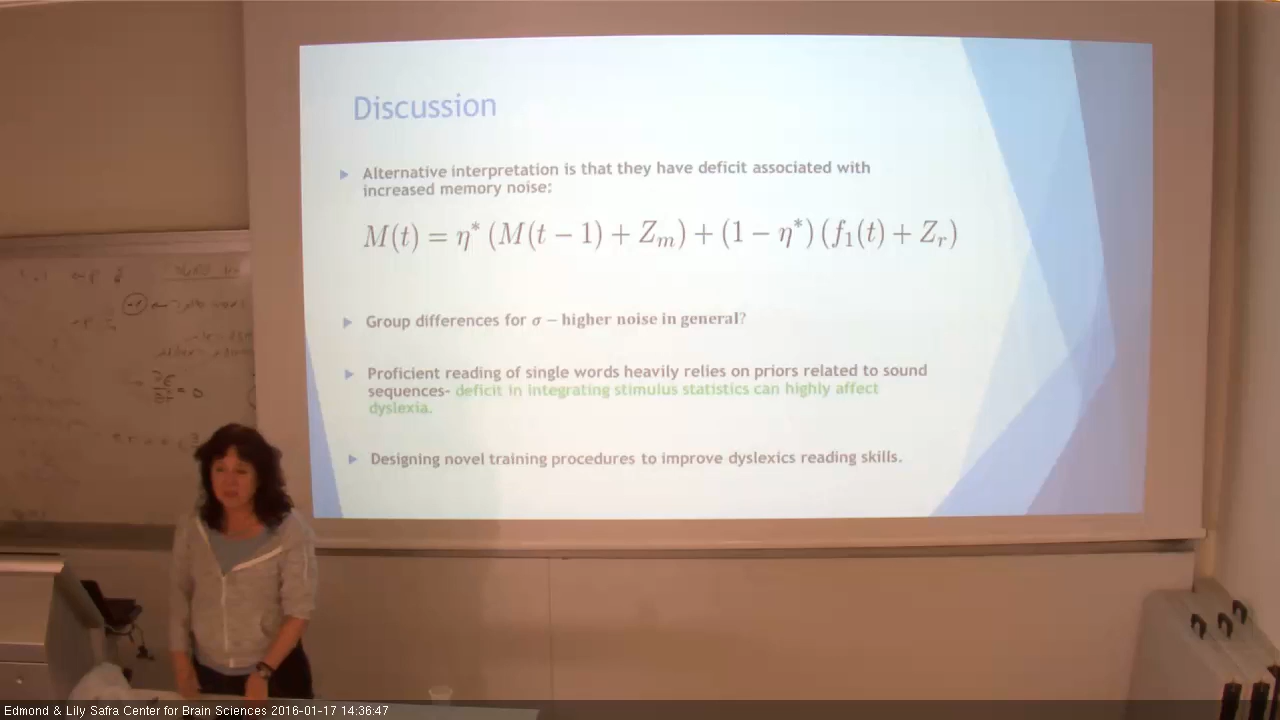 Discussion
Alternative interpretation is that they have deficit associated with
increased memory noise:
M(t) = η* (M(t − 1) + Z_m) + (1 − η*) (f_1(t) + Z_r)
Group differences for σ – higher noise in general?
Proficient reading of single words heavily relies on priors related to sound
sequences- deficit in integrating stimulus statistics can highly affect
dyslexia.
Designing novel training procedures to improve dyslexics reading skills.
Edmond & Lily Safra Center for Brain Sciences 2016-01-17 14:36:47